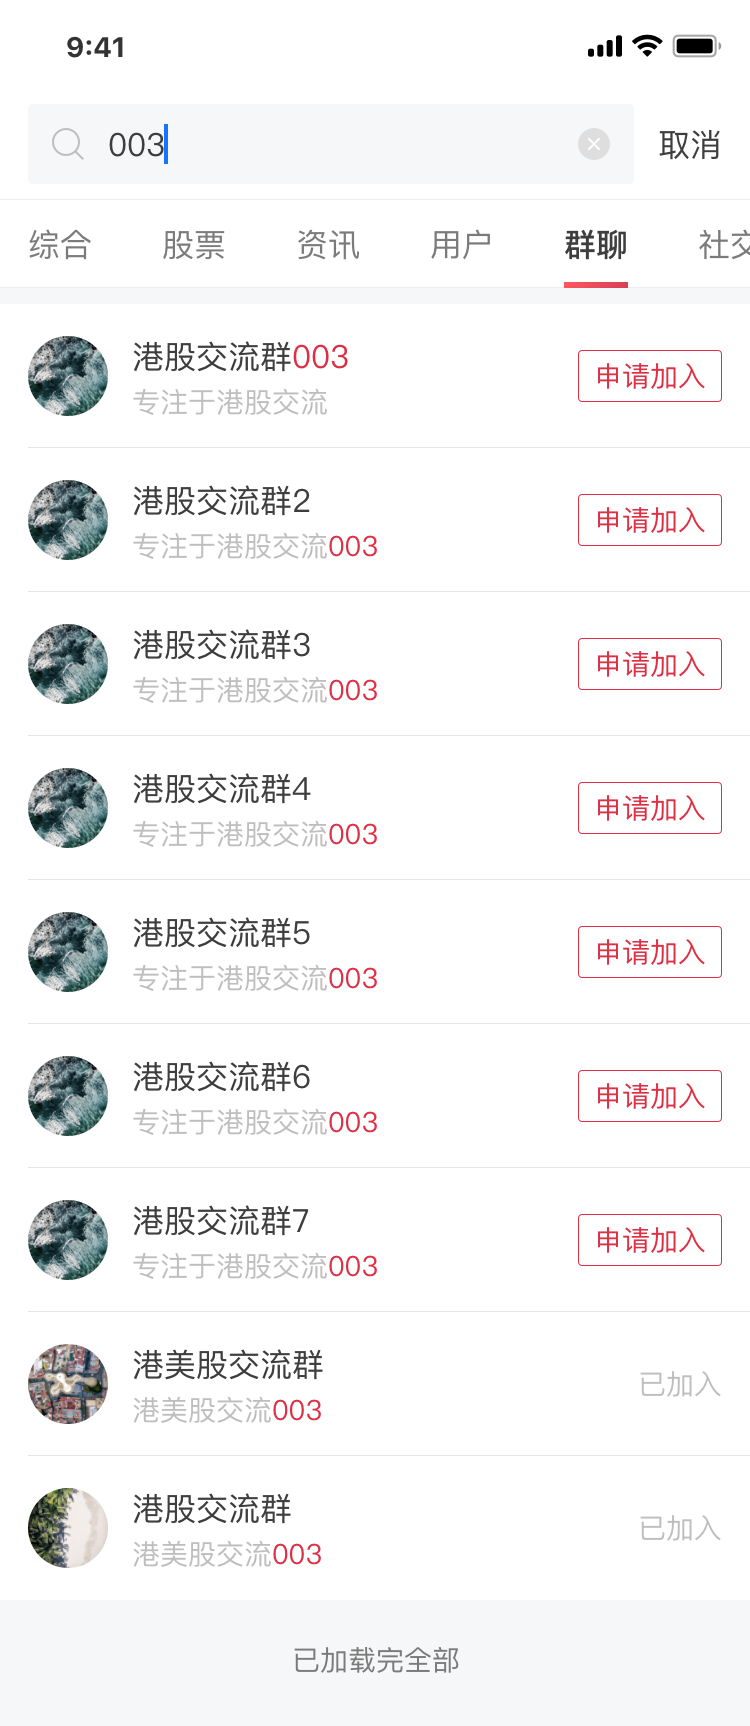 9:41
003
取消
综合 股票 资讯 用户 群聊 社交
港股交流群003
专注于港股交流
申请加入
港股交流群2
专注于港股交流003
申请加入
港股交流群3
专注于港股交流003
申请加入
港股交流群4
专注于港股交流003
申请加入
港股交流群5
专注于港股交流003
申请加入
港股交流群6
专注于港股交流003
申请加入
港股交流群7
专注于港股交流003
申请加入
港美股交流群
港美股交流003
已加入
港股交流群
港美股交流003
已加入
已加载完全部